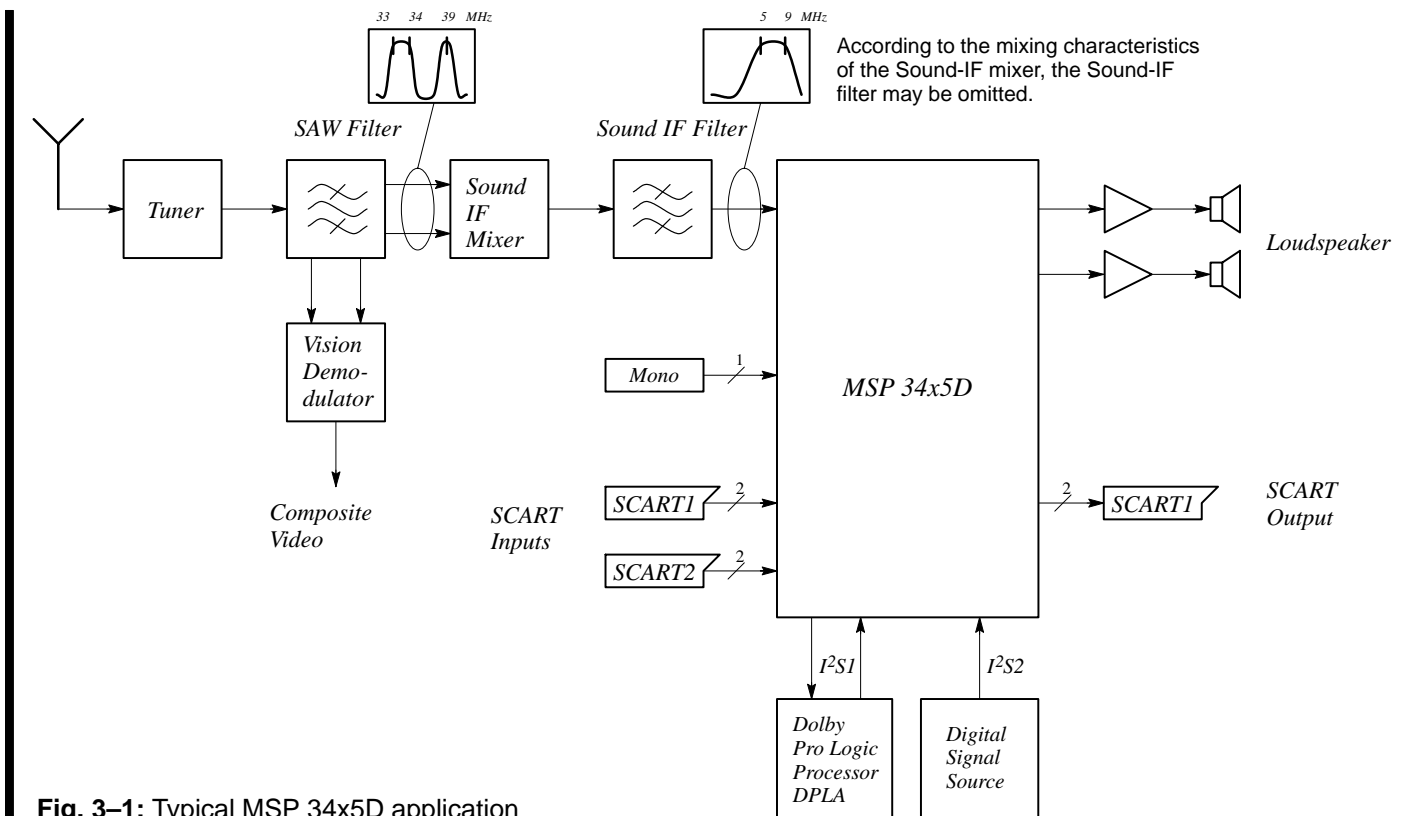 33 34 39 MHz
5 9 MHz
According to the mixing characteristics
of the Sound-IF mixer, the Sound-IF
filter may be omitted.
SAW Filter
Sound IF Filter
Tuner
Sound
IF
Mixer
Loudspeaker
Vision
Demo-
dulator
Mono
1
MSP 34x5D
Composite
Video
SCART
Inputs
SCART1
2
SCART2
2
2
SCART1
SCART
Output
I²S1
I²S2
Dolby
Pro Logic
Processor
DPLA
Digital
Signal
Source
Fig. 3–1: Typical MSP 34x5D application